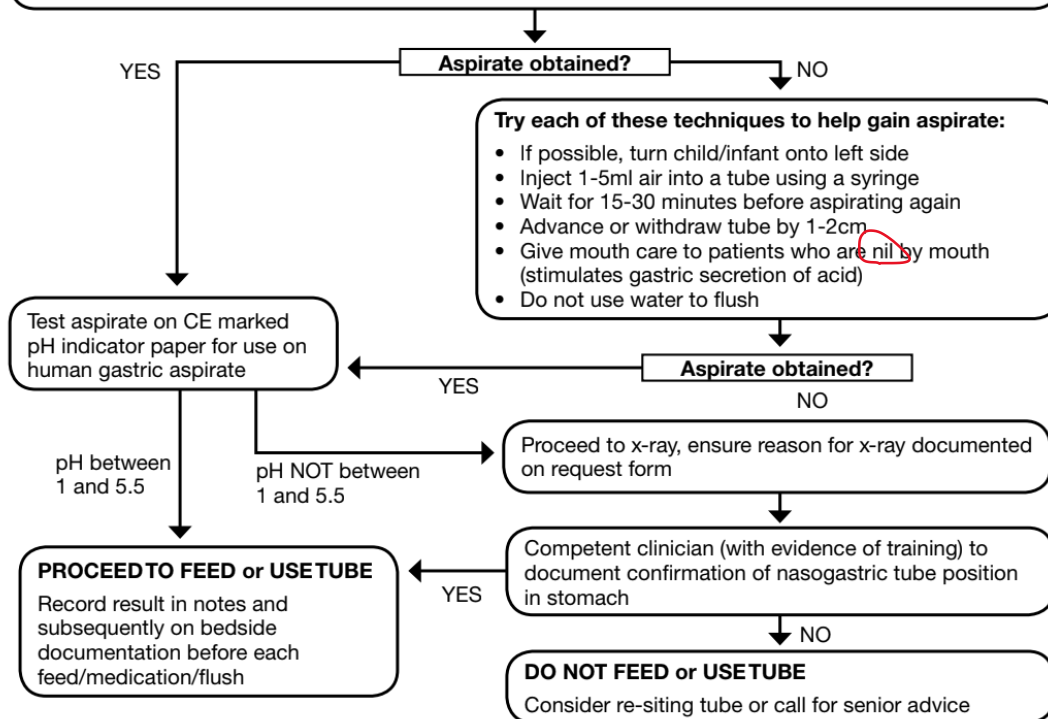 Aspirate obtained?
YES
NO
Try each of these techniques to help gain aspirate:
• If possible, turn child/infant onto left side
• Inject 1-5ml air into a tube using a syringe
• Wait for 15-30 minutes before aspirating again
• Advance or withdraw tube by 1-2cm
• Give mouth care to patients who are nil by mouth
(stimulates gastric secretion of acid)
• Do not use water to flush
Test aspirate on CE marked
pH indicator paper for use on
human gastric aspirate
Aspirate obtained?
YES
NO
Proceed to x-ray, ensure reason for x-ray documented
on request form
pH between
1 and 5.5
pH NOT between
1 and 5.5
Competent clinician (with evidence of training) to
document confirmation of nasogastric tube position
in stomach
YES
NO
PROCEED TO FEED or USE TUBE
Record result in notes and
subsequently on bedside
documentation before each
feed/medication/flush
DO NOT FEED or USE TUBE
Consider re-siting tube or call for senior advice